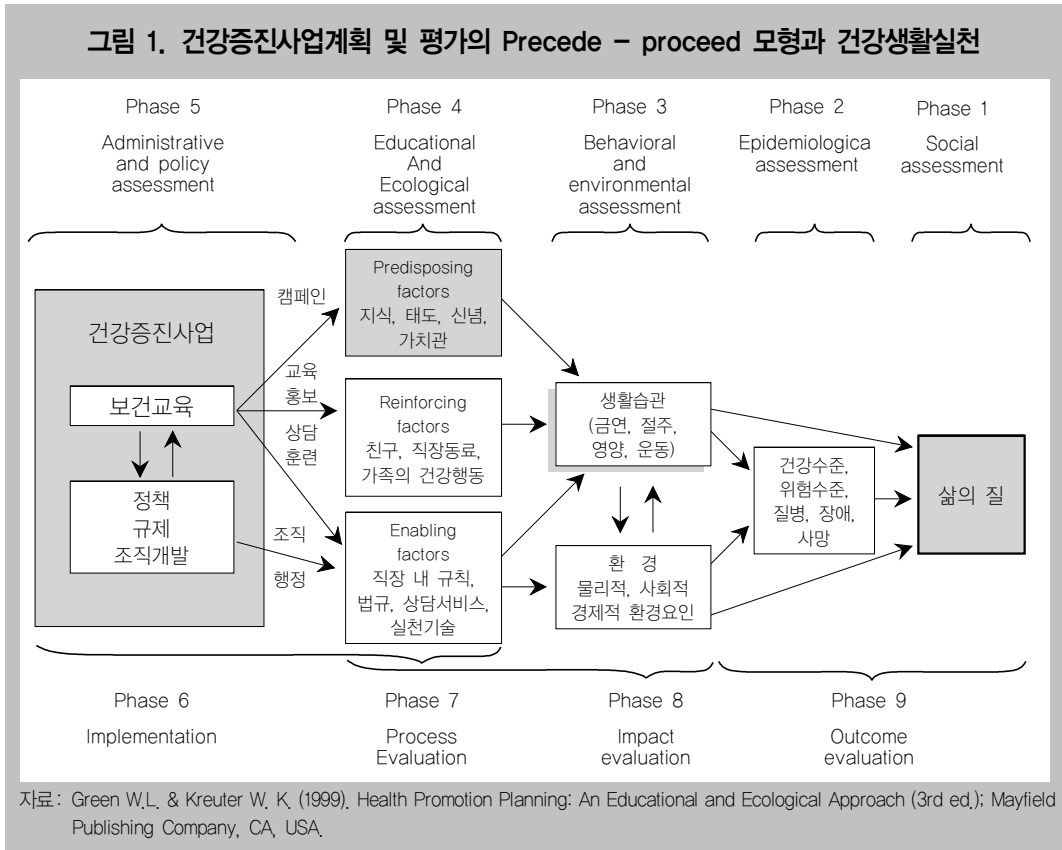 그림 1. 건강증진사업계획 및 평가의 Precede - proceed 모형과 건강생활실천
Phase 5
Administrative
and policy
assessment
Phase 4
Educational
And
Ecological
assessment
Phase 3
Behavioral
and
environmental
assessment
Phase 2
Epidemiologica
assessment
Phase 1
Social
assessment
건강증진사업
보건교육
정책
규제
조직개발
캠페인
교육
홍보
상담
훈련
조직
행정
Predisposing
factors
지식, 태도, 신념,
가치관
Reinforcing
factors
친구, 직장동료,
가족의 건강행동
Enabling
factors
직장 내 규칙,
법규, 상담서비스,
실천기술
생활습관
(금연, 절주,
영양, 운동)
환 경
물리적, 사회적
경제적 환경요인
건강수준,
위험수준,
질병, 장애,
사망
삶의 질
Phase 6
Implementation
Phase 7
Process
Evaluation
Phase 8
Impact
evaluation
Phase 9
Outcome
evaluation
자료: Green W.L. & Kreuter W. K. (1999). Health Promotion Planning: An Educational and Ecological Approach (3rd ed.); Mayfield
Publishing Company, CA, USA.